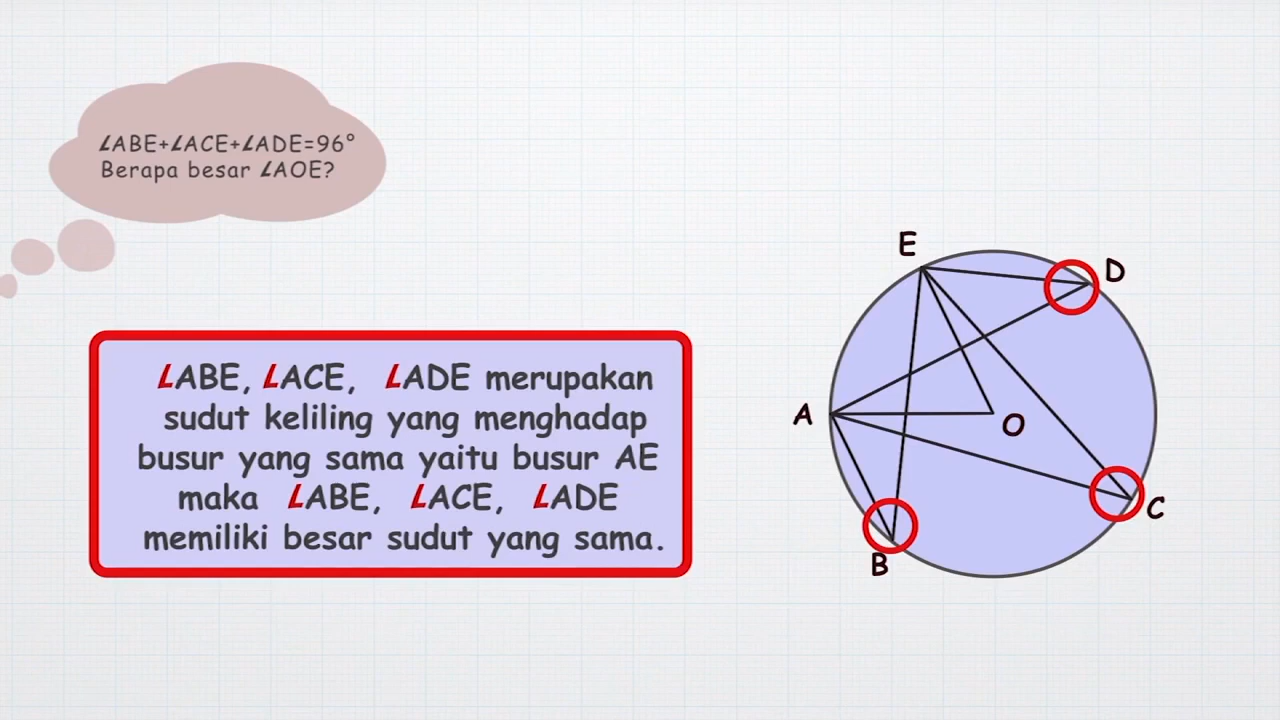 ∠ABE+∠ACE+∠ADE=96°
Berapa besar ∠AOE?
∠ABE, ∠ACE, ∠ADE merupakan
sudut keliling yang menghadap
busur yang sama yaitu busur AE
maka ∠ABE, ∠ACE, ∠ADE
memiliki besar sudut yang sama.
E
D
A
O
C
B